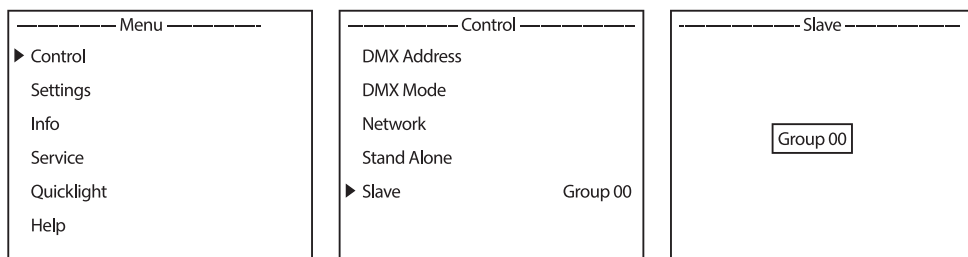 Menu
Control
Settings
Info
Service
Quicklight
Help
Control
DMX Address
DMX Mode
Network
Stand Alone
Slave Group 00
Slave
Group 00